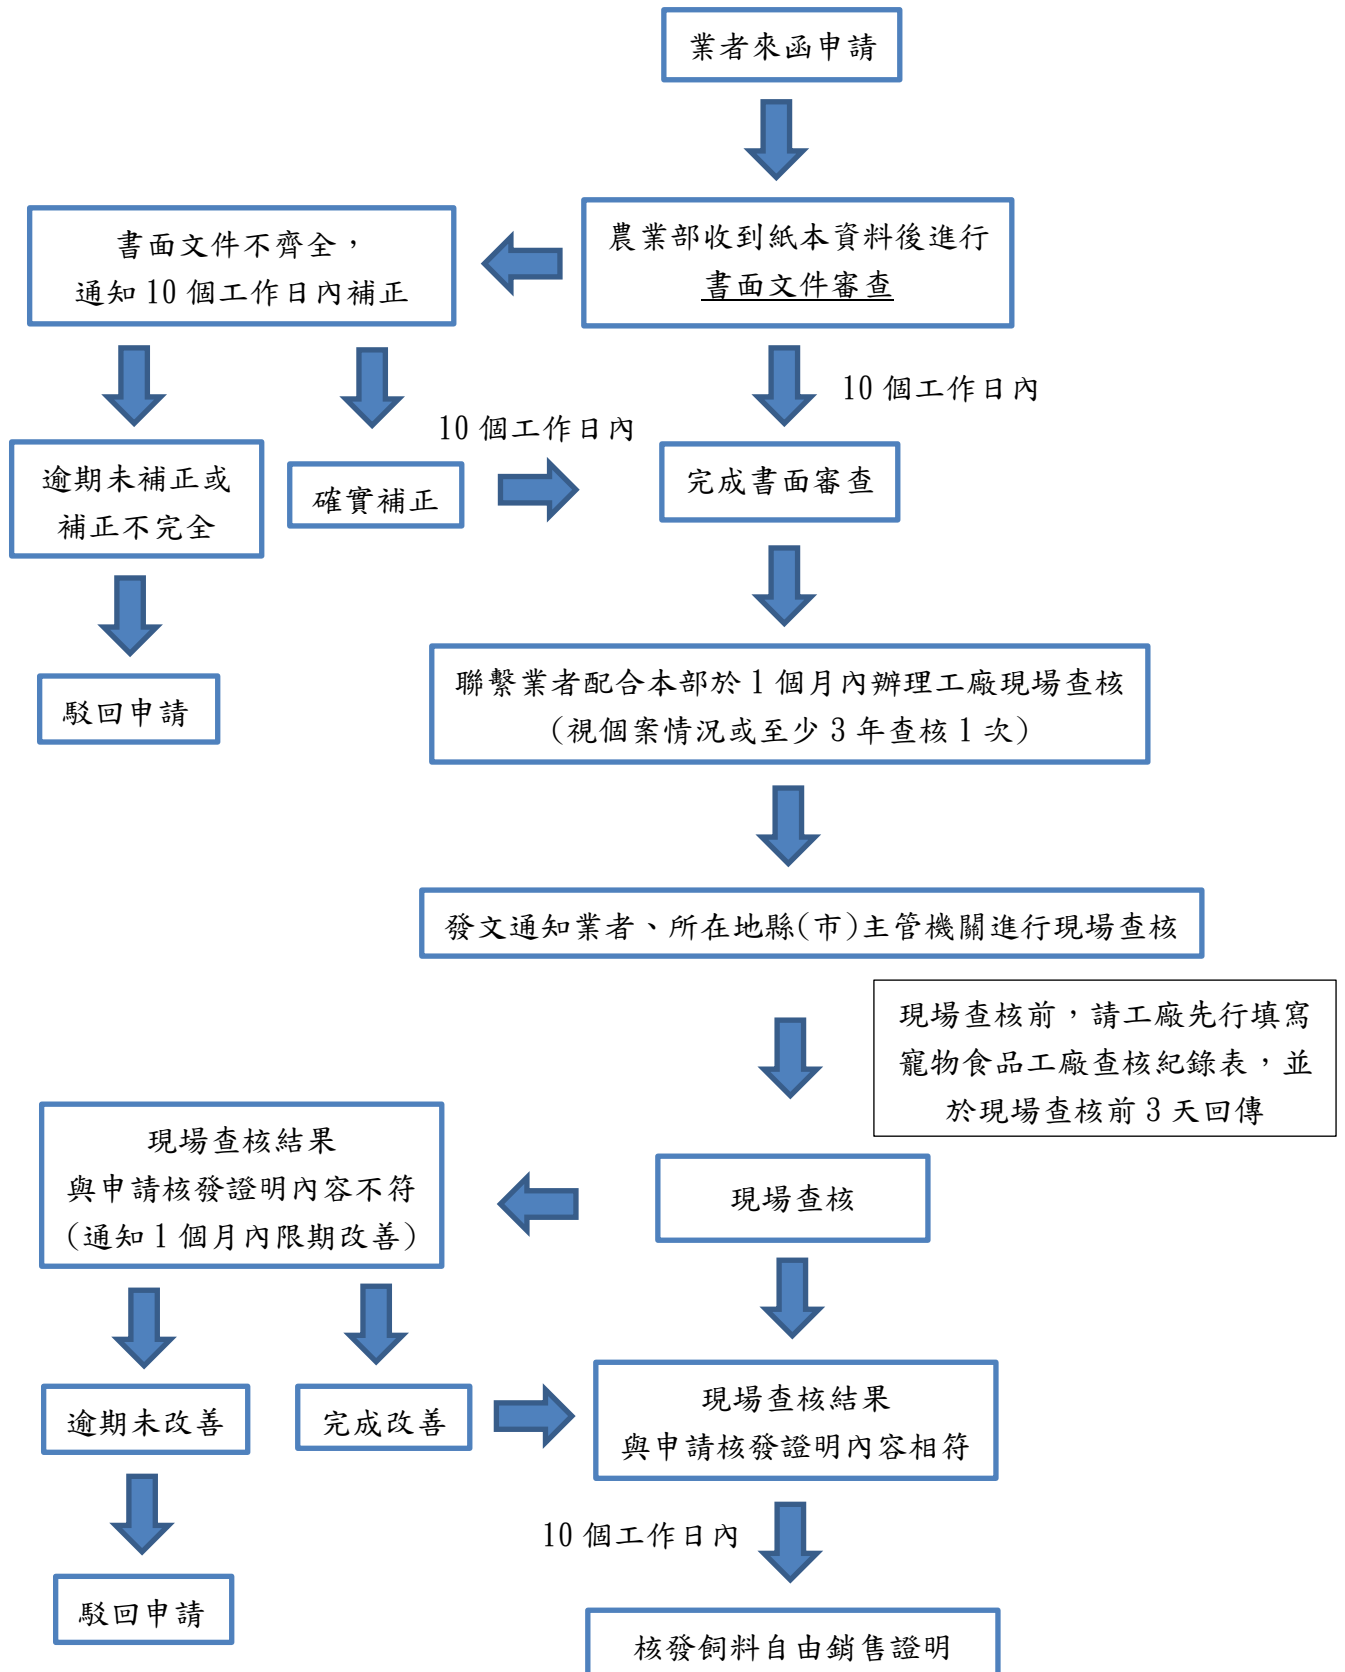 業者來函申請
農業部收到紙本資料後進行
書面文件審查
書面文件不齊全，
通知 10 個工作日內補正
10 個工作日內
10 個工作日內
逾期未補正或
補正不完全
確實補正
完成書面審查
駁回申請
聯繫業者配合本部於 1 個月內辦理工廠現場查核
(視個案情況或至少 3 年查核 1 次)
發文通知業者、所在地縣(市)主管機關進行現場查核
現場查核前，請工廠先行填寫
寵物食品工廠查核紀錄表，並
於現場查核前 3 天回傳
現場查核結果
與申請核發證明內容不符
(通知 1 個月內限期改善)
現場查核
逾期未改善
完成改善
現場查核結果
與申請核發證明內容相符
10 個工作日內
駁回申請
核發飼料自由銷售證明